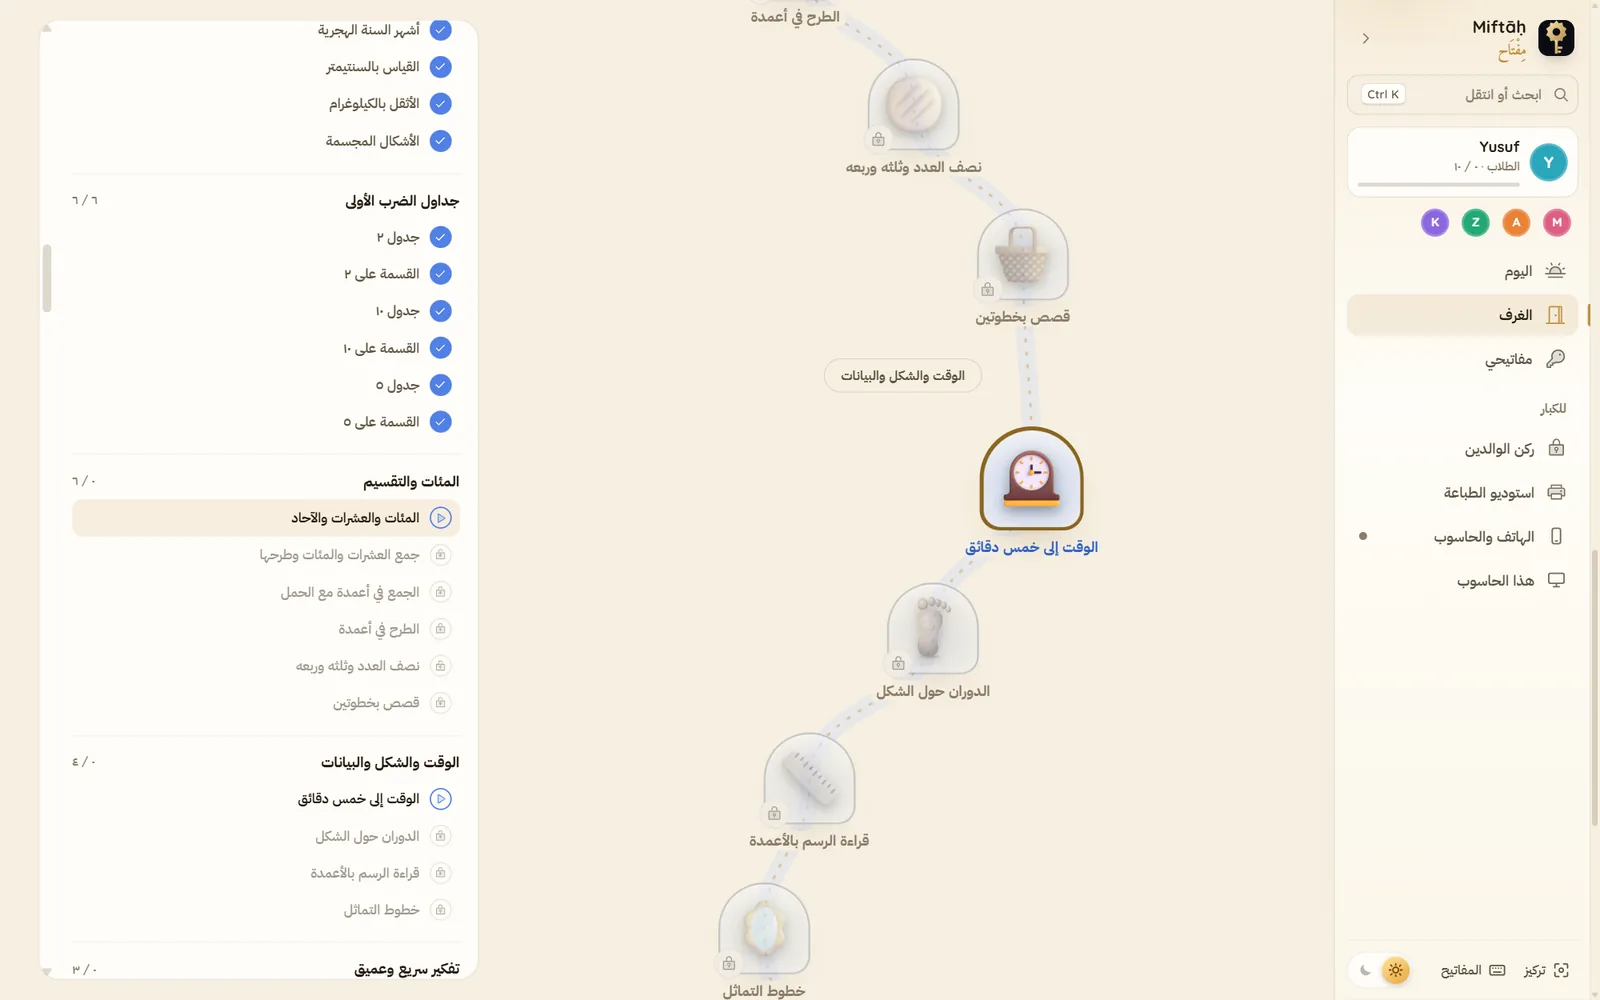 Miftāḥ
مِفْتَاح
ابحث أو انتقل
Ctrl K
Yusuf
Y
الطلاب · ٠ / ١٠
M
A
Z
K
اليوم
الغرف
مفاتيحي
للكبار
ركن الوالدين
استوديو الطباعة
الهاتف والحاسوب
هذا الحاسوب
تركيز
المفاتيح
الطرح في أعمدة
نصف العدد وثلثه وربعه
قصص بخطوتين
الوقت والشكل والبيانات
الوقت إلى خمس دقائق
الدوران حول الشكل
قراءة الرسم بالأعمدة
خطوط التماثل
أشهر السنة الهجرية
القياس بالسنتيمتر
الأثقل بالكيلوغرام
الأشكال المجسمة
جداول الضرب الأولى
٦ / ٦
جدول ٢
القسمة على ٢
جدول ١٠
القسمة على ١٠
جدول ٥
القسمة على ٥
المئات والتقسيم
٠ / ٦
المئات والعشرات والآحاد
جمع العشرات والمئات وطرحها
الجمع في أعمدة مع الحمل
الطرح في أعمدة
نصف العدد وثلثه وربعه
قصص بخطوتين
الوقت والشكل والبيانات
٠ / ٤
الوقت إلى خمس دقائق
الدوران حول الشكل
قراءة الرسم بالأعمدة
خطوط التماثل
تفكير سريع وعميق
٠ / ٣